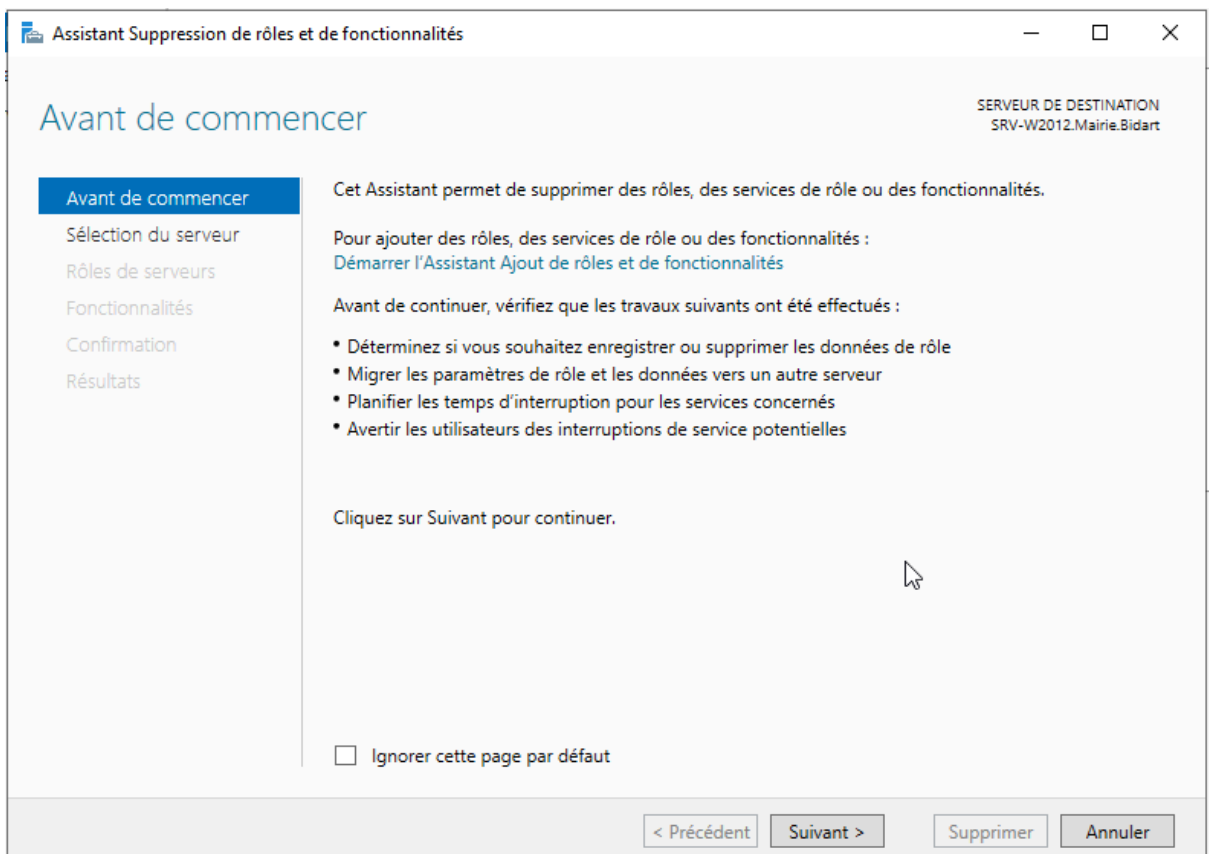 Assistant Suppression de rôles et de fonctionnalités
Avant de commencer
SERVEUR DE DESTINATION
SRV-W2012.Mairie.Bidart
Avant de commencer
Sélection du serveur
Rôles de serveurs
Fonctionnalités
Confirmation
Résultats
Cet Assistant permet de supprimer des rôles, des services de rôle ou des fonctionnalités.
Pour ajouter des rôles, des services de rôle ou des fonctionnalités :
Démarrer l'Assistant Ajout de rôles et de fonctionnalités
Avant de continuer, vérifiez que les travaux suivants ont été effectués :
• Déterminez si vous souhaitez enregistrer ou supprimer les données de rôle
• Migrer les paramètres de rôle et les données vers un autre serveur
• Planifier les temps d'interruption pour les services concernés
• Avertir les utilisateurs des interruptions de service potentielles
Cliquez sur Suivant pour continuer.
Ignorer cette page par défaut
< Précédent Suivant > Supprimer Annuler